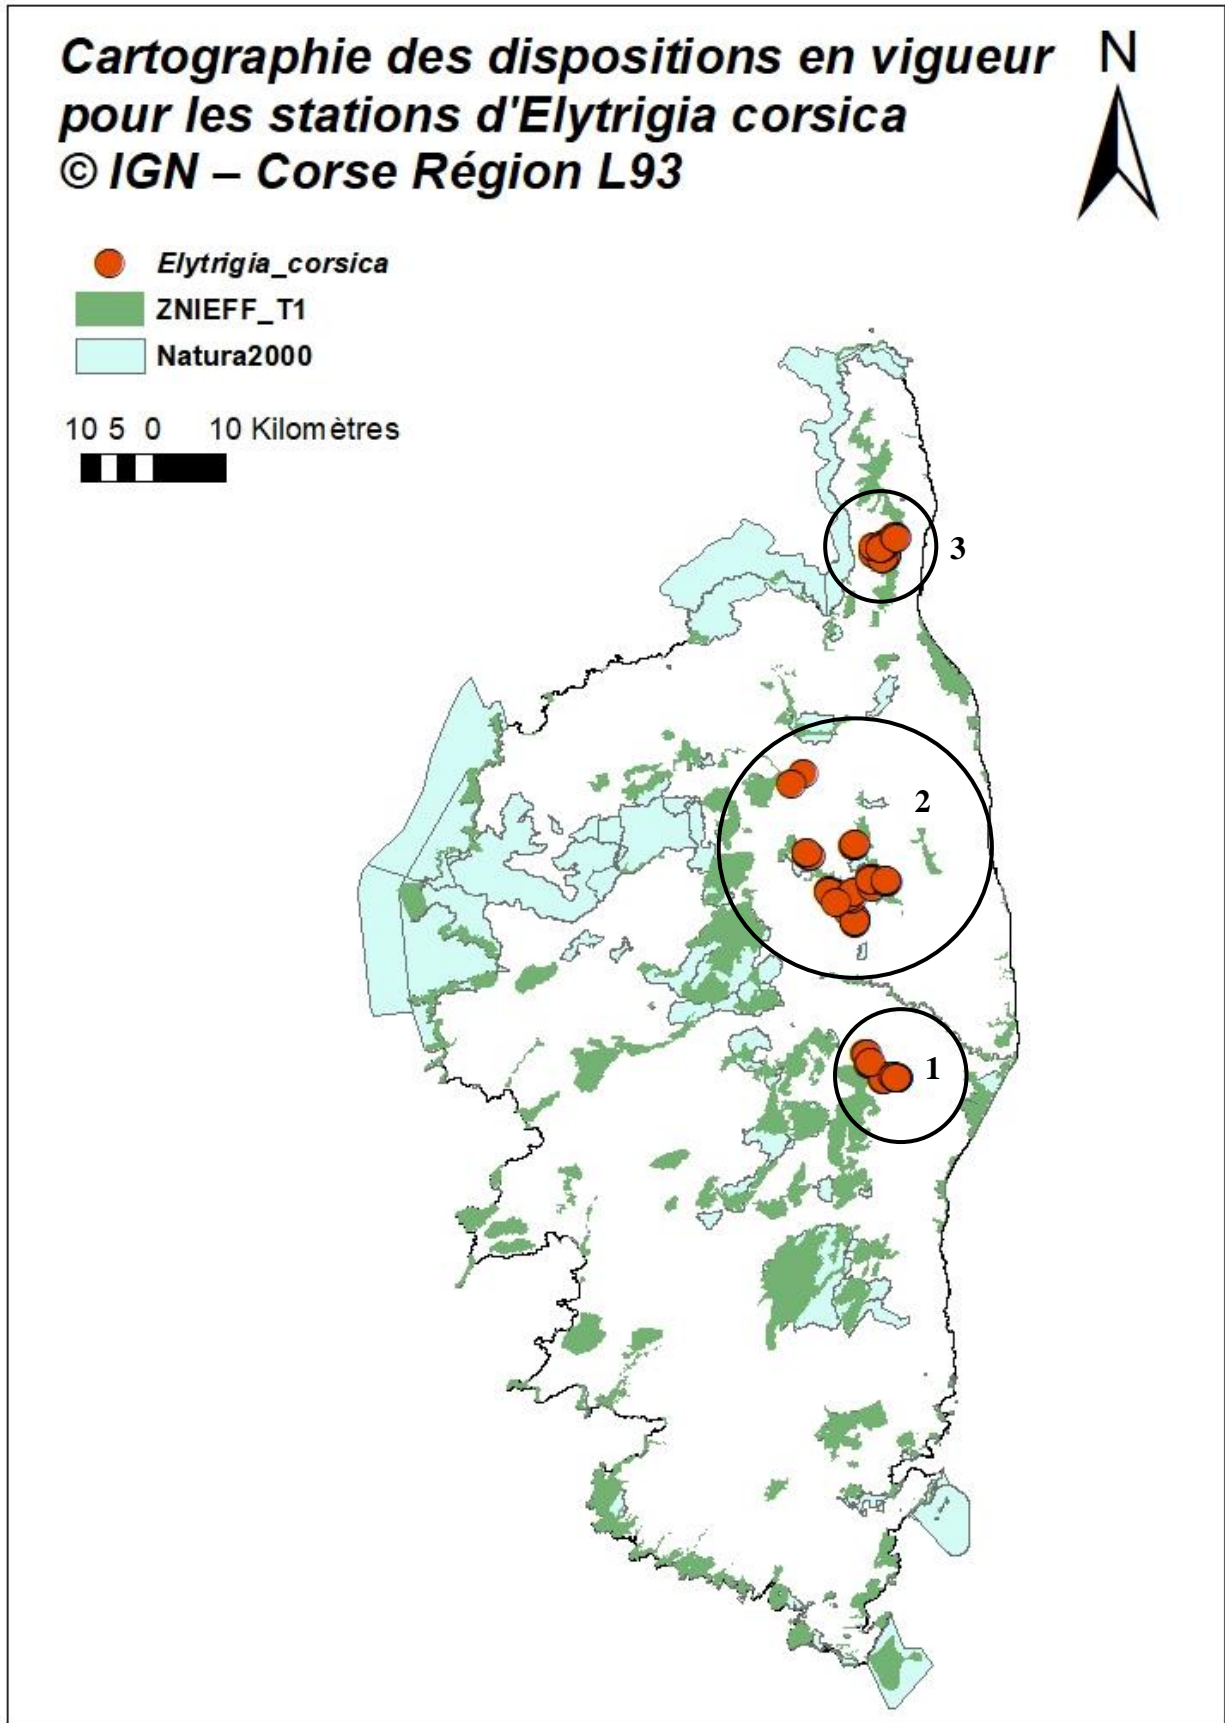 Cartographie des dispositions en vigueur
N
pour les stations d'Elytrigia corsica
© IGN – Corse Région L93
Elytrigia_corsica
ZNIEFF_T1
Natura2000
10 5 0 10 Kilomètres
3
2
1